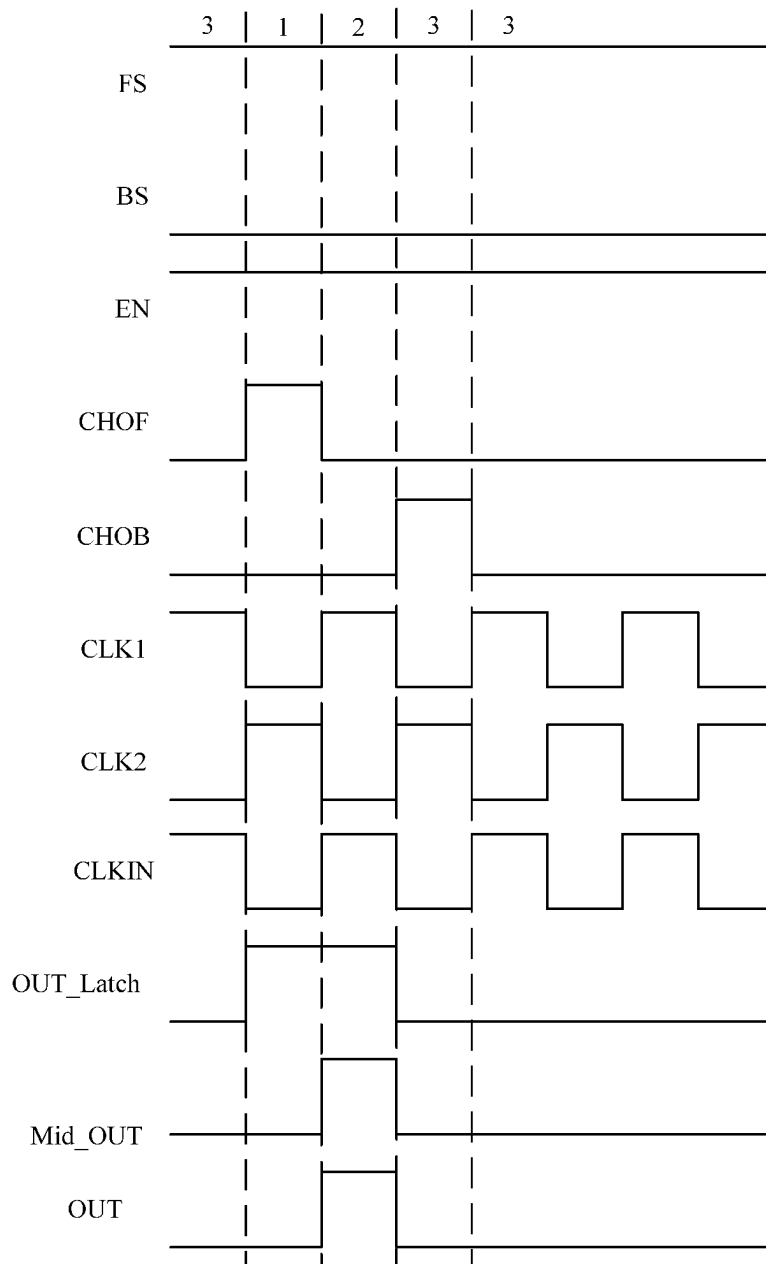 3 1 2 3 3
FS
BS
EN
CHOF
CHOB
CLK1
CLK2
CLKIN
OUT_Latch
Mid_OUT
OUT